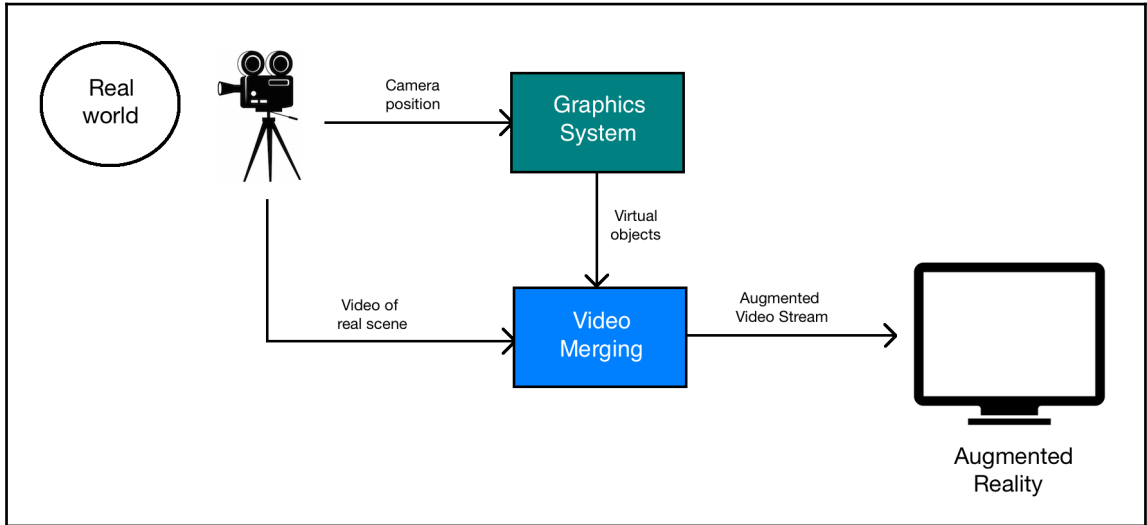 Real
world
Camera
position
Graphics
System
Virtual
objects
Video of
real scene
Video
Merging
Augmented
Video Stream
Augmented
Reality